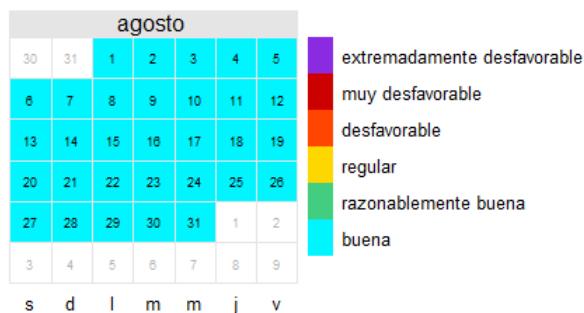 agosto
30 31 1 2 3 4 5
6 7 8 9 10 11 12
13 14 15 16 17 18 19
20 21 22 23 24 25 26
27 28 29 30 31 1 2
3 4 5 6 7 8 9
s d l m m j v
extremadamente desfavorable
muy desfavorable
desfavorable
regular
razonablemente buena
buena